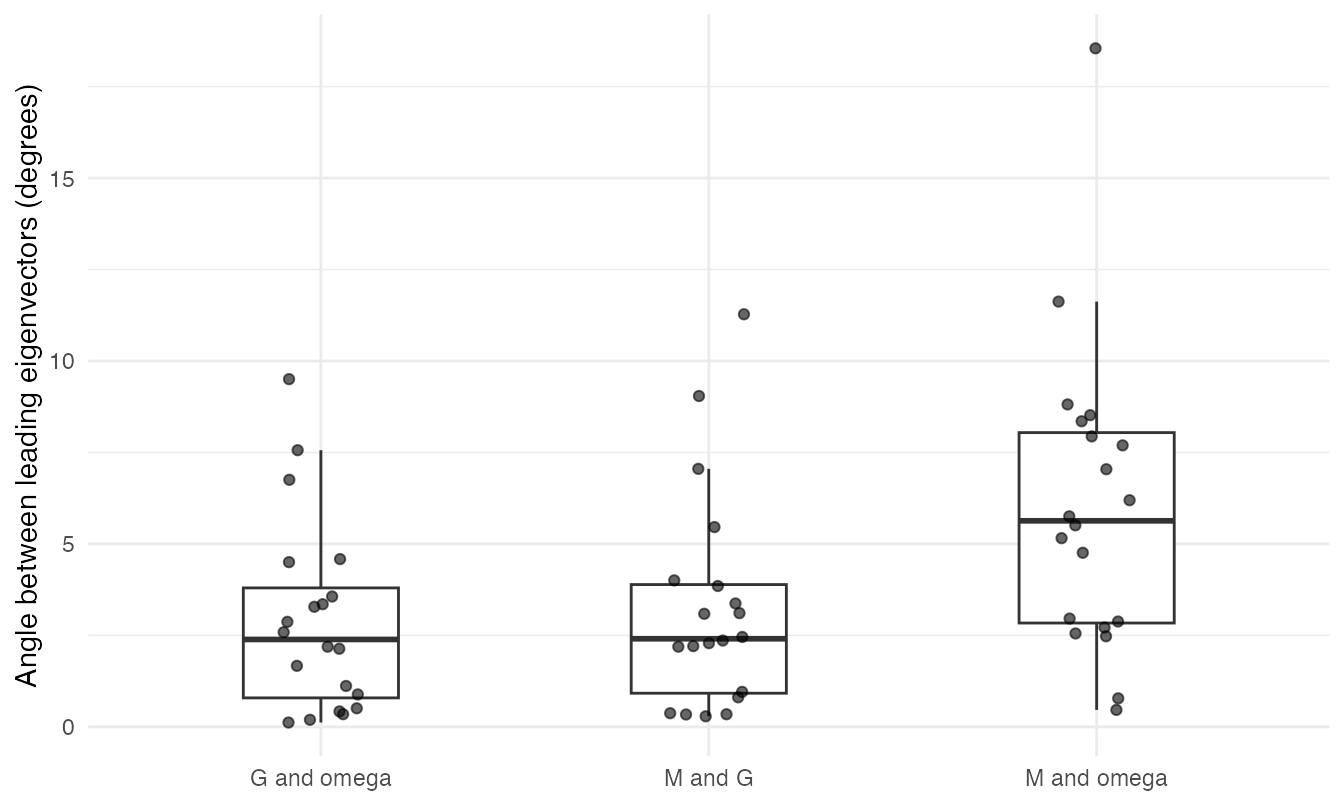 Angle between leading eigenvectors (degrees)
15
10
5
0
G and omega
M and G
M and omega